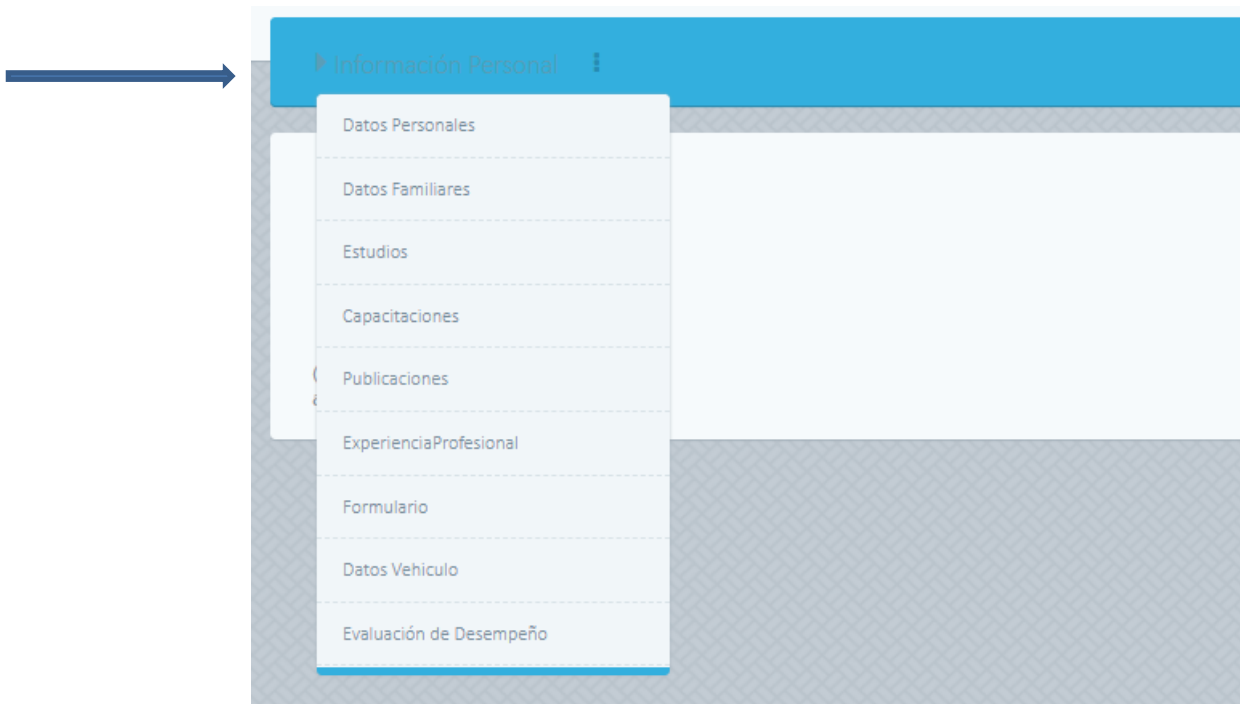 Información Personal
Datos Personales
Datos Familiares
Estudios
Capacitaciones
Publicaciones
ExperienciaProfesional
Formulario
Datos Vehiculo
Evaluación de Desempeño